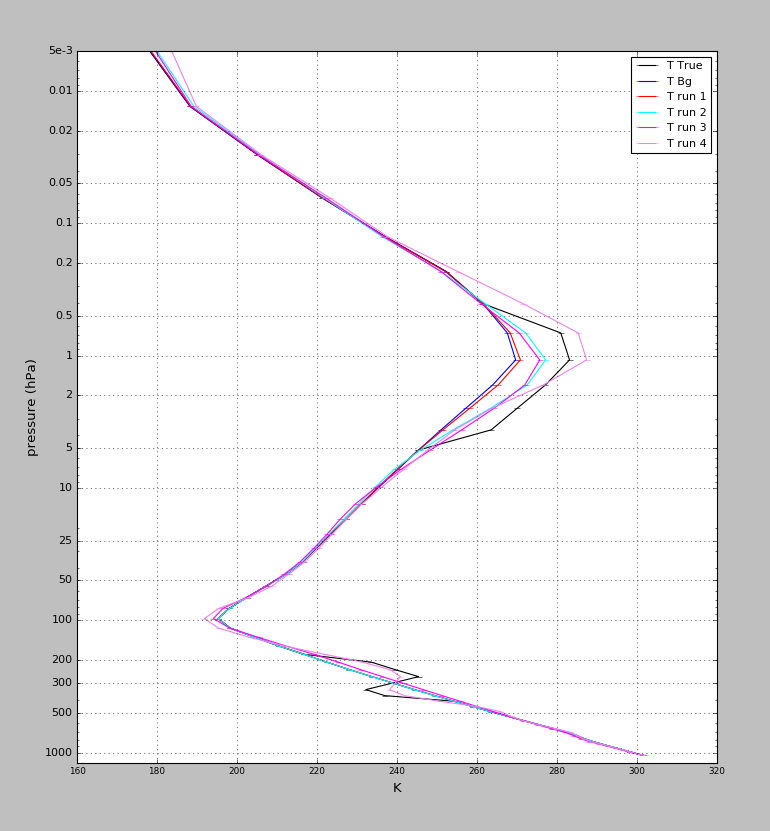 5e-3
0.01
0.02
0.05
0.1
0.2
0.5
1
2
5
10
25
50
100
200
300
500
1000
pressure (hPa)
160 180 200 220 240 260 280 300 320
K
T True
T Bg
T run 1
T run 2
T run 3
T run 4